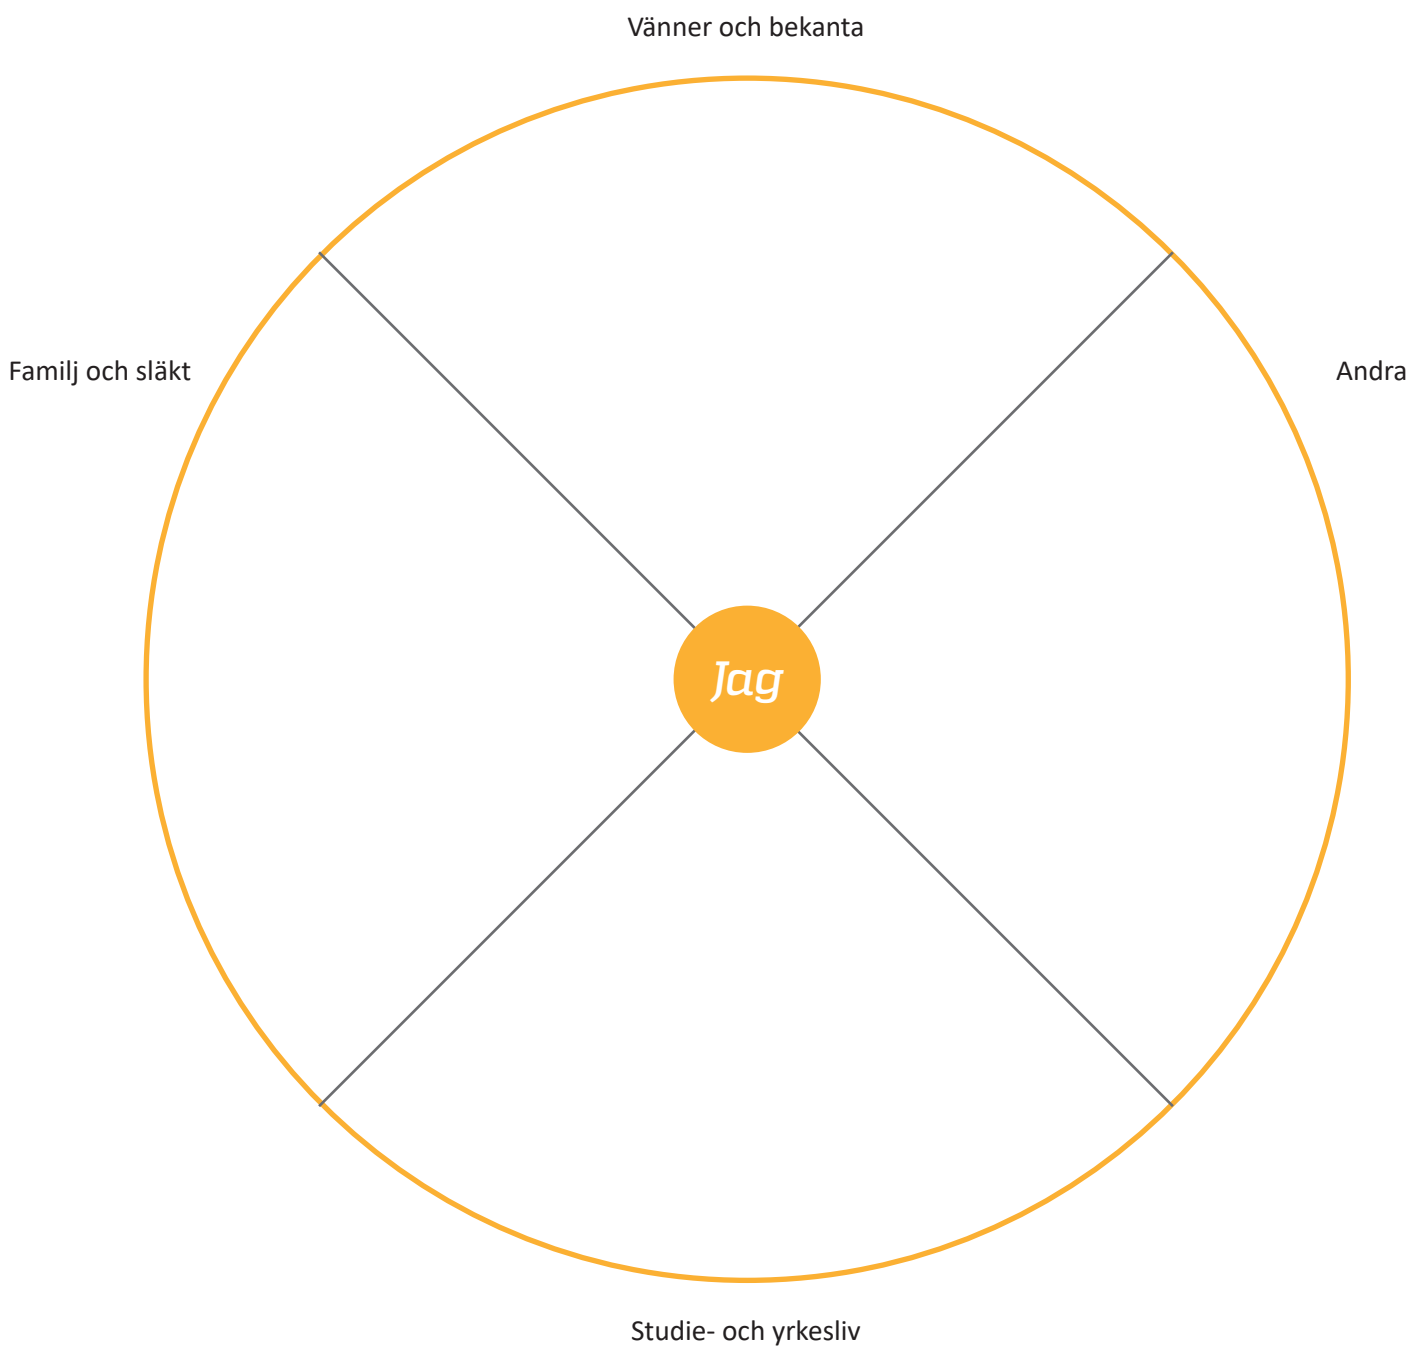 Vänner och bekanta
Familj och släkt
Andra
Jag
Studie- och yrkesliv